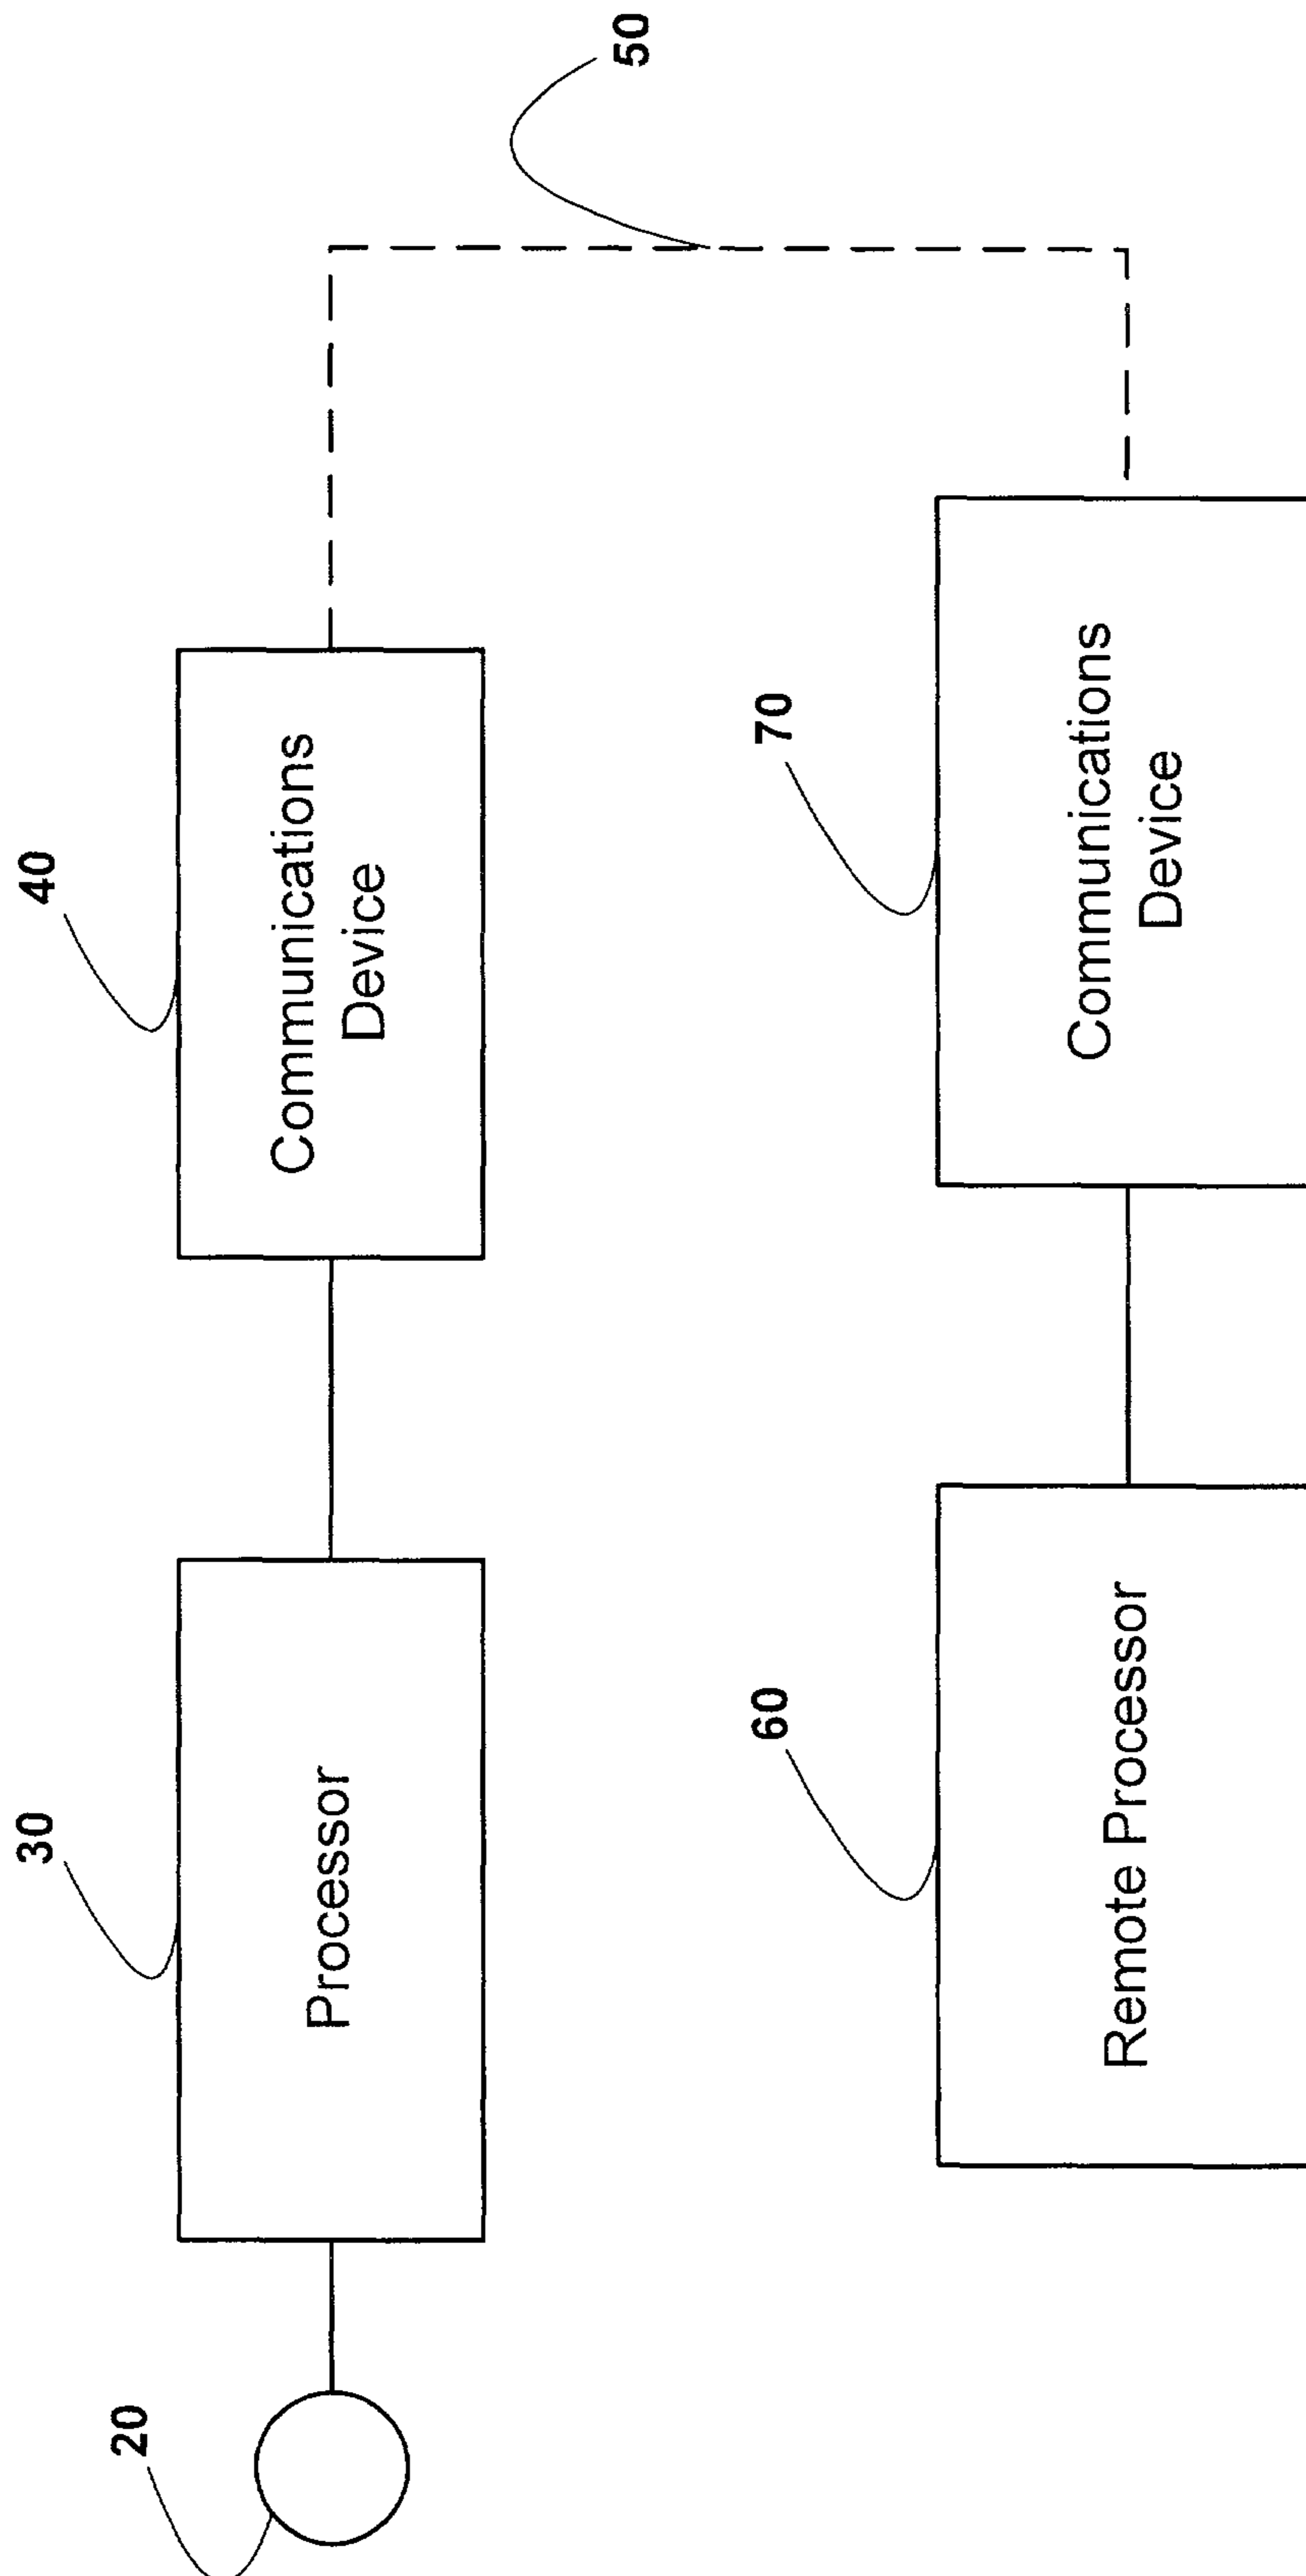 20
30
40
50
Processor
Communications
Device
60
70
Remote Processor
Communications
Device